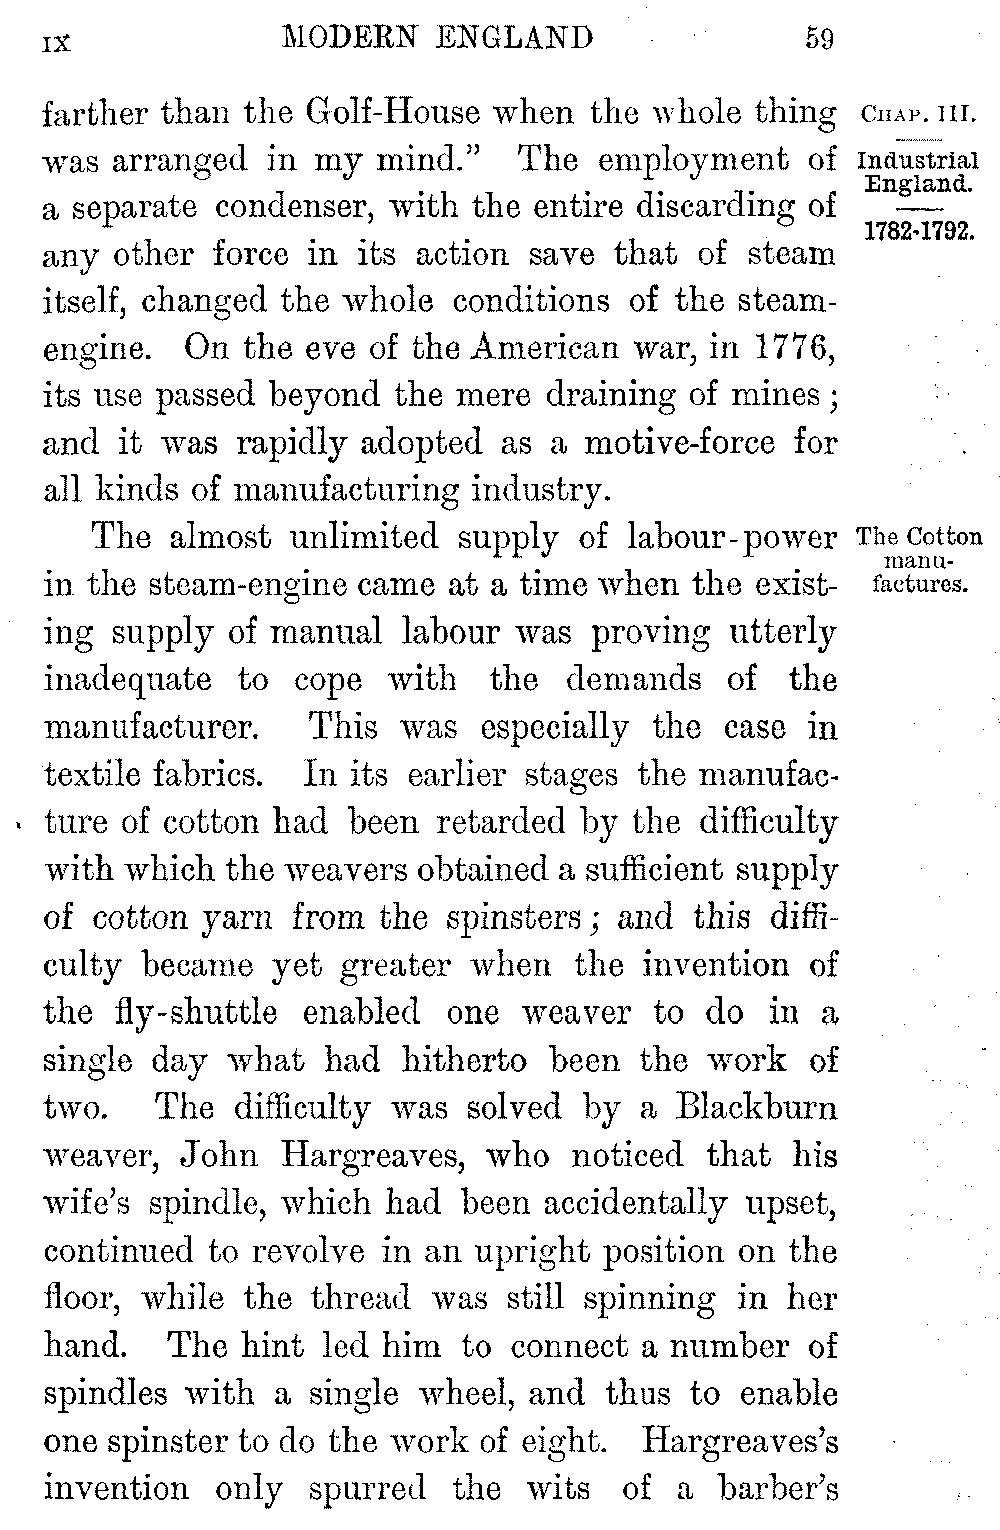 IX MODERN ENGLAND 59
farther than the Golf-House when the whole thing
was arranged in my mind.” The employment of
a separate condenser, with the entire discarding of
any other force in its action save that of steam
itself, changed the whole conditions of the steam-
engine. On the eve of the American war, in 1776,
its use passed beyond the mere draining of mines ;
and it was rapidly adopted as a motive-force for
all kinds of manufacturing industry.
The almost unlimited supply of labour-power
in the steam-engine came at a time when the exist-
ing supply of manual labour was proving utterly
inadequate to cope with the demands of the
manufacturer. This was especially the case in
textile fabrics. In its earlier stages the manufac-
ture of cotton had been retarded by the difficulty
with which the weavers obtained a sufficient supply
of cotton yarn from the spinsters ; and this diffi-
culty became yet greater when the invention of
the fly-shuttle enabled one weaver to do in a
single day what had hitherto been the work of
two. The difficulty was solved by a Blackburn
weaver, John Hargreaves, who noticed that his
wife’s spindle, which had been accidentally upset,
continued to revolve in an upright position on the
floor, while the thread was still spinning in her
hand. The hint led him to connect a number of
spindles with a single wheel, and thus to enable
one spinster to do the work of eight. Hargreaves’s
invention only spurred the wits of a barber’s
CHAP. III.
Industrial
England.
1782-1792.
The Cotton
manu-
factures.